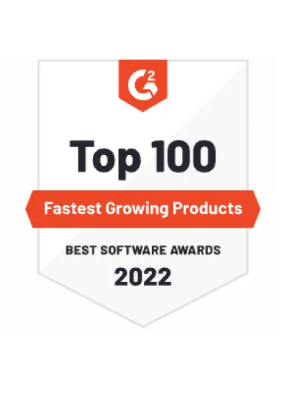 G2
Top 100
Fastest Growing Products
BEST SOFTWARE AWARDS
2022